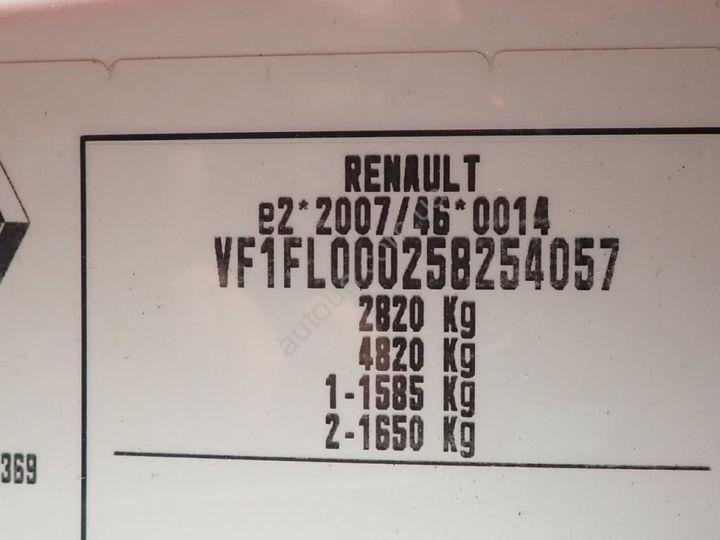 RENAULT
e2*2007/46*0014
VF1FL000258254057
2820 Kg
4820 Kg
1-1585 Kg
2-1650 Kg
369